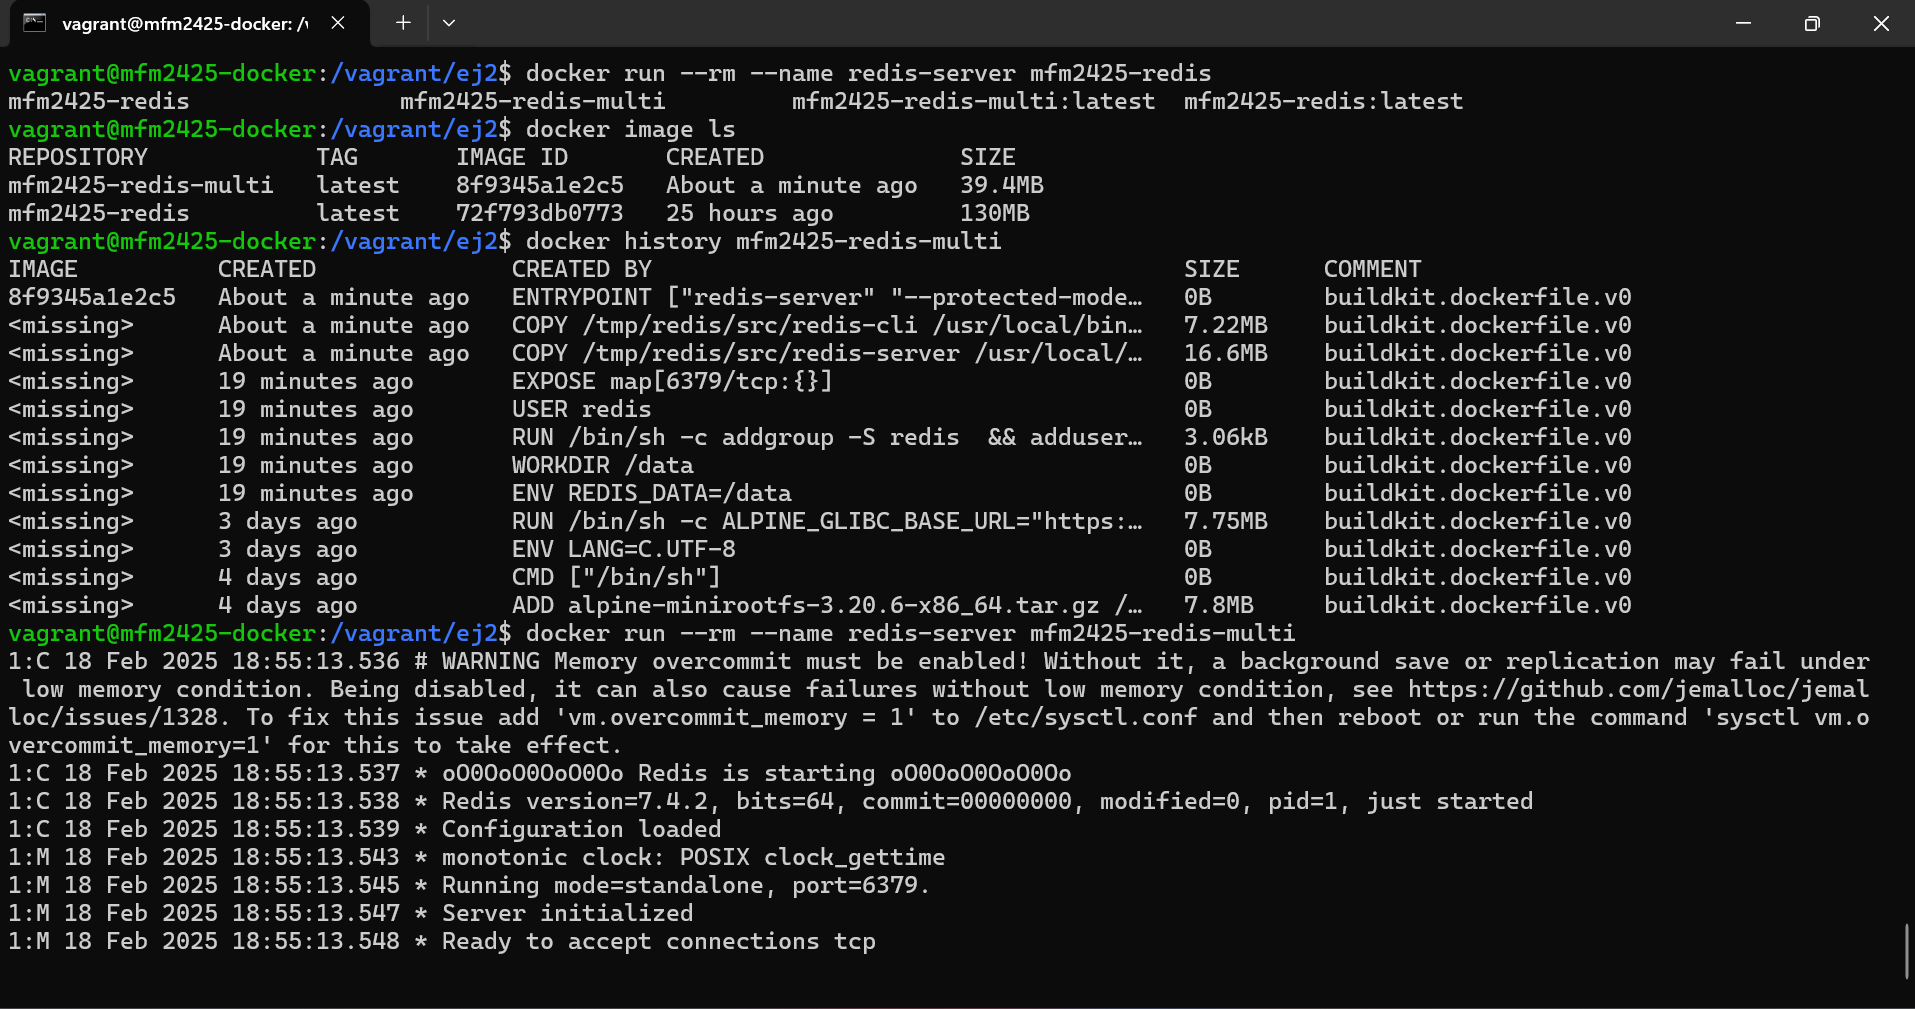 vagrant@mfm2425-docker: /v
vagrant@mfm2425-docker:/vagrant/ej2$ docker run --rm --name redis-server mfm2425-redis
mfm2425-redis               mfm2425-redis-multi         mfm2425-redis-multi:latest  mfm2425-redis:latest
vagrant@mfm2425-docker:/vagrant/ej2$ docker image ls
REPOSITORY            TAG       IMAGE ID       CREATED              SIZE
mfm2425-redis-multi   latest    8f9345a1e2c5   About a minute ago   39.4MB
mfm2425-redis         latest    72f793db0773   25 hours ago         130MB
vagrant@mfm2425-docker:/vagrant/ej2$ docker history mfm2425-redis-multi
IMAGE          CREATED              CREATED BY                                      SIZE      COMMENT
8f9345a1e2c5   About a minute ago   ENTRYPOINT ["redis-server" "--protected-mode…   0B        buildkit.dockerfile.v0
<missing>      About a minute ago   COPY /tmp/redis/src/redis-cli /usr/local/bin…   7.22MB    buildkit.dockerfile.v0
<missing>      About a minute ago   COPY /tmp/redis/src/redis-server /usr/local/…   16.6MB    buildkit.dockerfile.v0
<missing>      19 minutes ago       EXPOSE map[6379/tcp:{}]                         0B        buildkit.dockerfile.v0
<missing>      19 minutes ago       USER redis                                      0B        buildkit.dockerfile.v0
<missing>      19 minutes ago       RUN /bin/sh -c addgroup -S redis  && adduser…   3.06kB    buildkit.dockerfile.v0
<missing>      19 minutes ago       WORKDIR /data                                   0B        buildkit.dockerfile.v0
<missing>      19 minutes ago       ENV REDIS_DATA=/data                            0B        buildkit.dockerfile.v0
<missing>      3 days ago           RUN /bin/sh -c ALPINE_GLIBC_BASE_URL="https:…   7.75MB    buildkit.dockerfile.v0
<missing>      3 days ago           ENV LANG=C.UTF-8                                0B        buildkit.dockerfile.v0
<missing>      4 days ago           CMD ["/bin/sh"]                                 0B        buildkit.dockerfile.v0
<missing>      4 days ago           ADD alpine-minirootfs-3.20.6-x86_64.tar.gz /…   7.8MB     buildkit.dockerfile.v0
vagrant@mfm2425-docker:/vagrant/ej2$ docker run --rm --name redis-server mfm2425-redis-multi
1:C 18 Feb 2025 18:55:13.536 # WARNING Memory overcommit must be enabled! Without it, a background save or replication may fail under
 low memory condition. Being disabled, it can also cause failures without low memory condition, see https://github.com/jemalloc/jemal
loc/issues/1328. To fix this issue add 'vm.overcommit_memory = 1' to /etc/sysctl.conf and then reboot or run the command 'sysctl vm.o
vercommit_memory=1' for this to take effect.
1:C 18 Feb 2025 18:55:13.537 * oO0OoO0OoO0Oo Redis is starting oO0OoO0OoO0Oo
1:C 18 Feb 2025 18:55:13.538 * Redis version=7.4.2, bits=64, commit=00000000, modified=0, pid=1, just started
1:C 18 Feb 2025 18:55:13.539 * Configuration loaded
1:M 18 Feb 2025 18:55:13.543 * monotonic clock: POSIX clock_gettime
1:M 18 Feb 2025 18:55:13.545 * Running mode=standalone, port=6379.
1:M 18 Feb 2025 18:55:13.547 * Server initialized
1:M 18 Feb 2025 18:55:13.548 * Ready to accept connections tcp